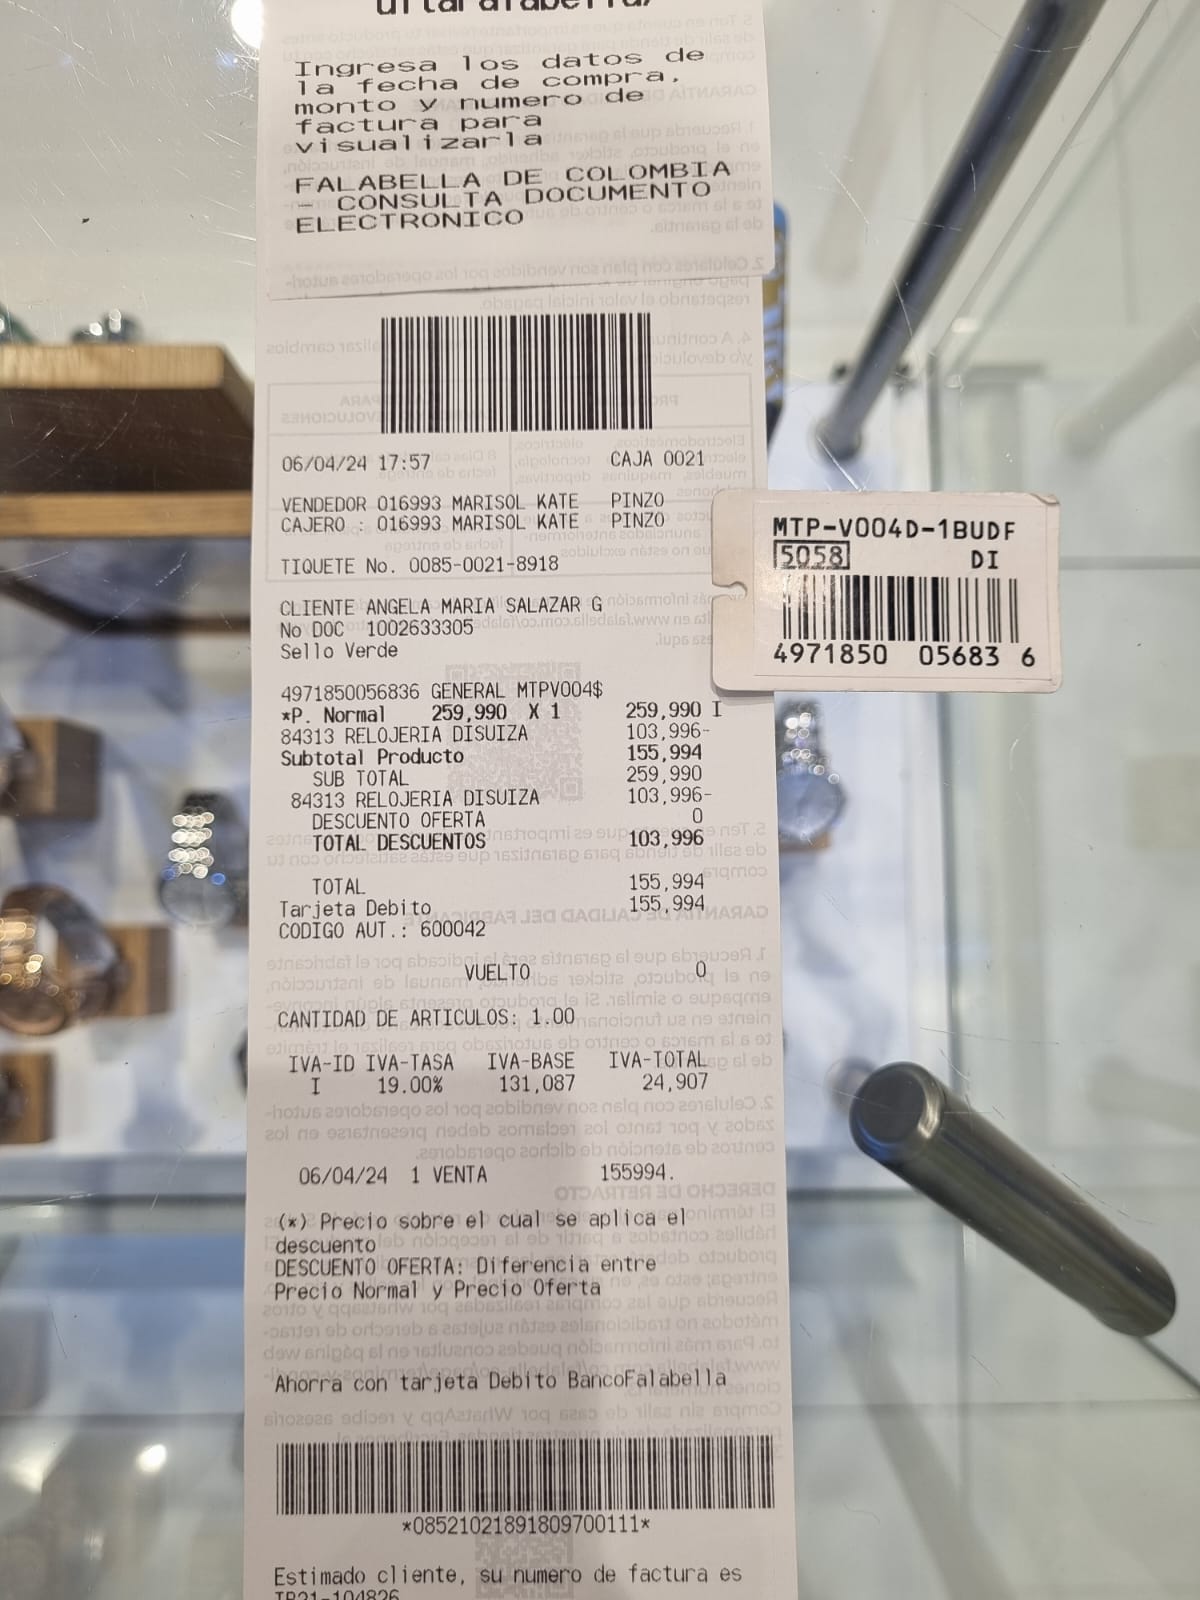 Ingresa los datos de
la fecha de compra,
monto y numero de
factura para
visualizarla
FALABELLA DE COLOMBIA
- CONSULTA DOCUMENTO
ELECTRONICO
06/04/24 17:57 CAJA 0021
VENDEDOR 016993 MARISOL KATE PINZO
CAJERO : 016993 MARISOL KATE PINZO
TIQUETE No. 0085-0021-8918
CLIENTE ANGELA MARIA SALAZAR G
No DOC 1002633305
Sello Verde
4971850056836 GENERAL MTPV004$
*P. Normal 259,990 X 1 259,990 I
84313 RELOJERIA DISUIZA 103,996-
Subtotal Producto 155,994
SUB TOTAL 259,990
84313 RELOJERIA DISUIZA 103,996-
DESCUENTO OFERTA 0
TOTAL DESCUENTOS 103,996
TOTAL 155,994
Tarjeta Debito 155,994
CODIGO AUT.: 600042
VUELTO 0
CANTIDAD DE ARTICULOS: 1.00
IVA-ID IVA-TASA IVA-BASE IVA-TOTAL
I 19.00% 131,087 24,907
06/04/24 1 VENTA 155994.
(*) Precio sobre el cual se aplica el
descuento
DESCUENTO OFERTA: Diferencia entre
Precio Normal y Precio Oferta
Ahorra con tarjeta Debito BancoFalabella
*08521021891809700111*
Estimado cliente, su numero de factura es
MTP-V004D-1BUDF
5058 DI
4971850 05683 6